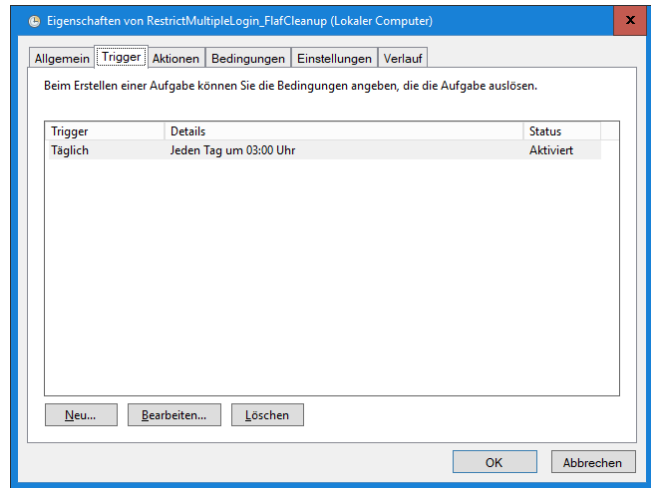 Eigenschaften von RestrictMultipleLogin_FlafCleanup (Lokaler Computer)
x
Allgemein Trigger Aktionen Bedingungen Einstellungen Verlauf
Beim Erstellen einer Aufgabe können Sie die Bedingungen angeben, die die Aufgabe auslösen.
Trigger Details Status
Täglich Jeden Tag um 03:00 Uhr Aktiviert
Neu... Bearbeiten... Löschen
OK Abbrechen